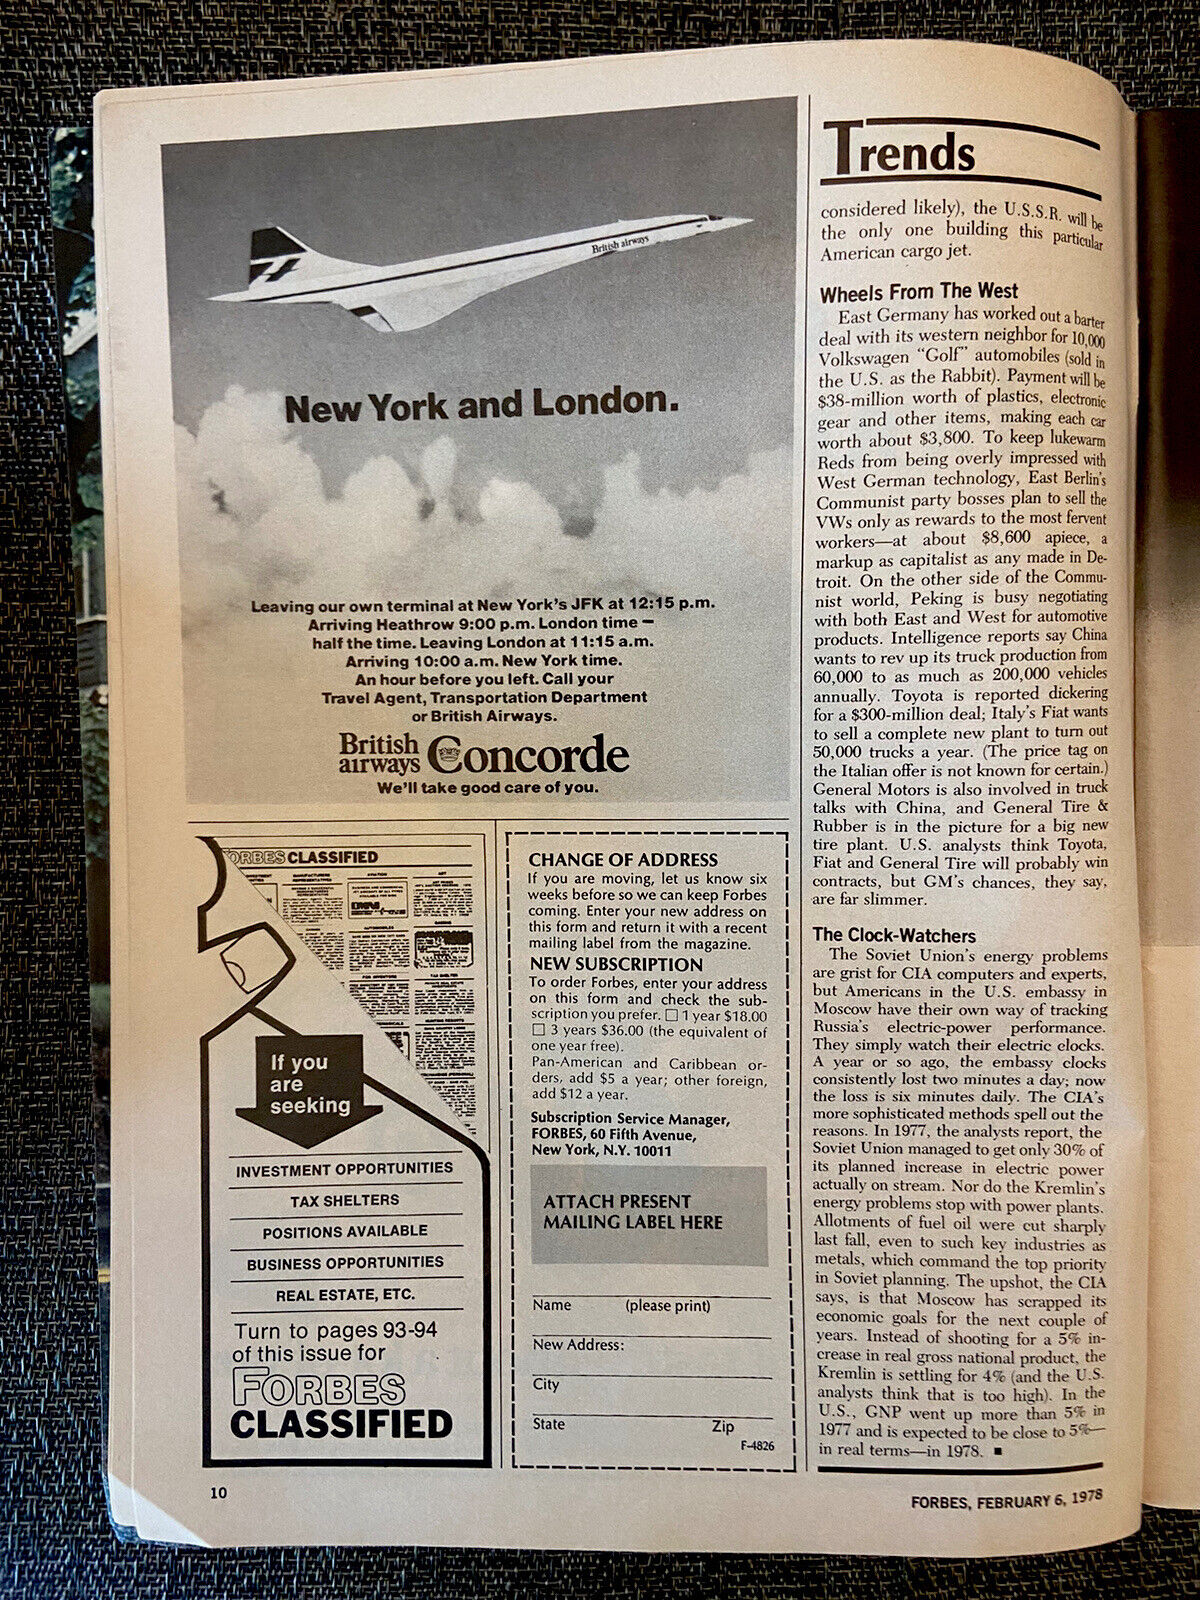 British airways
New York and London.
Leaving our own terminal at New York's JFK at 12:15 p.m.
Arriving Heathrow 9:00 p.m. London time —
half the time. Leaving London at 11:15 a.m.
Arriving 10:00 a.m. New York time.
An hour before you left. Call your
Travel Agent, Transportation Department
or British Airways.
British
airways
Concorde
We'll take good care of you.
FORBES CLASSIFIED
If you
are
seeking
INVESTMENT OPPORTUNITIES
TAX SHELTERS
POSITIONS AVAILABLE
BUSINESS OPPORTUNITIES
REAL ESTATE, ETC.
Turn to pages 93-94
of this issue for
FORBES
CLASSIFIED
CHANGE OF ADDRESS
If you are moving, let us know six
weeks before so we can keep Forbes
coming. Enter your new address on
this form and return it with a recent
mailing label from the magazine.
NEW SUBSCRIPTION
To order Forbes, enter your address
on this form and check the sub-
scription you prefer. ☐ 1 year $18.00
☐ 3 years $36.00 (the equivalent of
one year free).
Pan-American and Caribbean or-
ders, add $5 a year; other foreign,
add $12 a year.
Subscription Service Manager,
FORBES, 60 Fifth Avenue,
New York, N.Y. 10011
ATTACH PRESENT
MAILING LABEL HERE
Name (please print)
New Address:
City
State Zip
F-4826
Trends
considered likely), the U.S.S.R. will be
the only one building this particular
American cargo jet.
Wheels From The West
East Germany has worked out a barter
deal with its western neighbor for 10,000
Volkswagen "Golf" automobiles (sold in
the U.S. as the Rabbit). Payment will be
$38-million worth of plastics, electronic
gear and other items, making each car
worth about $3,800. To keep lukewarm
Reds from being overly impressed with
West German technology, East Berlin's
Communist party bosses plan to sell the
VWs only as rewards to the most fervent
workers—at about $8,600 apiece, a
markup as capitalist as any made in De-
troit. On the other side of the Commu-
nist world, Peking is busy negotiating
with both East and West for automotive
products. Intelligence reports say China
wants to rev up its truck production from
60,000 to as much as 200,000 vehicles
annually. Toyota is reported dickering
for a $300-million deal; Italy's Fiat wants
to sell a complete new plant to turn out
50,000 trucks a year. (The price tag on
the Italian offer is not known for certain.)
General Motors is also involved in truck
talks with China, and General Tire &
Rubber is in the picture for a big new
tire plant. U.S. analysts think Toyota,
Fiat and General Tire will probably win
contracts, but GM's chances, they say,
are far slimmer.
The Clock-Watchers
The Soviet Union's energy problems
are grist for CIA computers and experts,
but Americans in the U.S. embassy in
Moscow have their own way of tracking
Russia's electric-power performance.
They simply watch their electric clocks.
A year or so ago, the embassy clocks
consistently lost two minutes a day; now
the loss is six minutes daily. The CIA's
more sophisticated methods spell out the
reasons. In 1977, the analysts report, the
Soviet Union managed to get only 30% of
its planned increase in electric power
actually on stream. Nor do the Kremlin's
energy problems stop with power plants.
Allotments of fuel oil were cut sharply
last fall, even to such key industries as
metals, which command the top priority
in Soviet planning. The upshot, the CIA
says, is that Moscow has scrapped its
economic goals for the next couple of
years. Instead of shooting for a 5% in-
crease in real gross national product, the
Kremlin is settling for 4% (and the U.S.
analysts think that is too high). In the
U.S., GNP went up more than 5% in
1977 and is expected to be close to 5%—
in real terms—in 1978. ■
10
FORBES, FEBRUARY 6, 1978